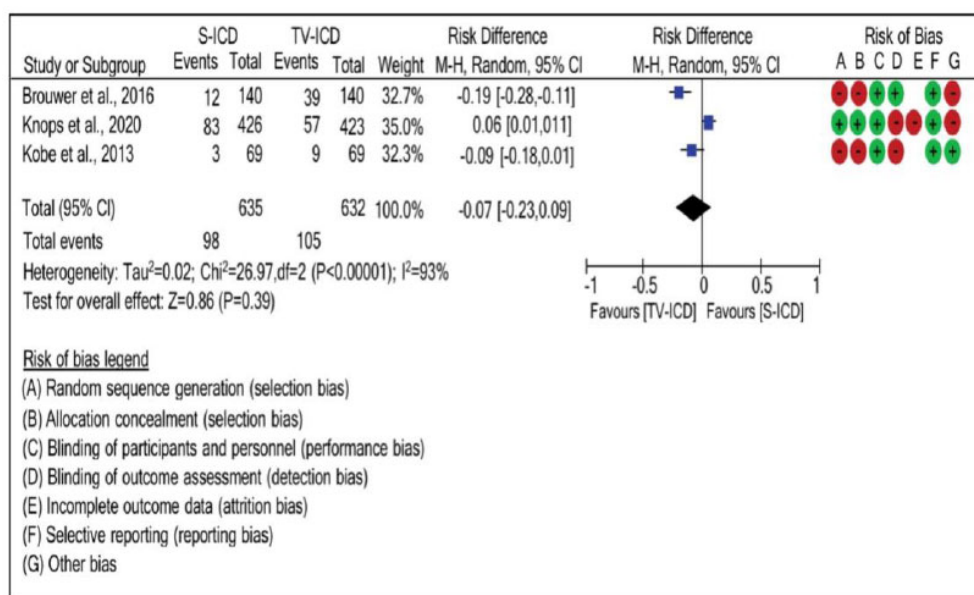 S-ICD TV-ICD Risk Difference Risk Difference Risk of Bias
Study or Subgroup Events Total Events Total Weight M-H, Random, 95% CI M-H, Random, 95% CI A B C D E F G
Brouwer et al., 2016 12 140 39 140 32.7% -0.19 [-0.28,-0.11] - - + + + -
Knops et al., 2020 83 426 57 423 35.0% 0.06 [0.01,011] + + + - - + -
Kobe et al., 2013 3 69 9 69 32.3% -0.09 [-0.18,0.01] - - + - + +
Total (95% CI) 635 632 100.0% -0.07 [-0.23,0.09]
Total events 98 105
Heterogeneity: Tau²=0.02; Chi²=26.97,df=2 (P<0.00001); I²=93%
Test for overall effect: Z=0.86 (P=0.39)
-1 -0.5 0 0.5 1
Favours [TV-ICD] Favours [S-ICD]
Risk of bias legend
(A) Random sequence generation (selection bias)
(B) Allocation concealment (selection bias)
(C) Blinding of participants and personnel (performance bias)
(D) Blinding of outcome assessment (detection bias)
(E) Incomplete outcome data (attrition bias)
(F) Selective reporting (reporting bias)
(G) Other bias